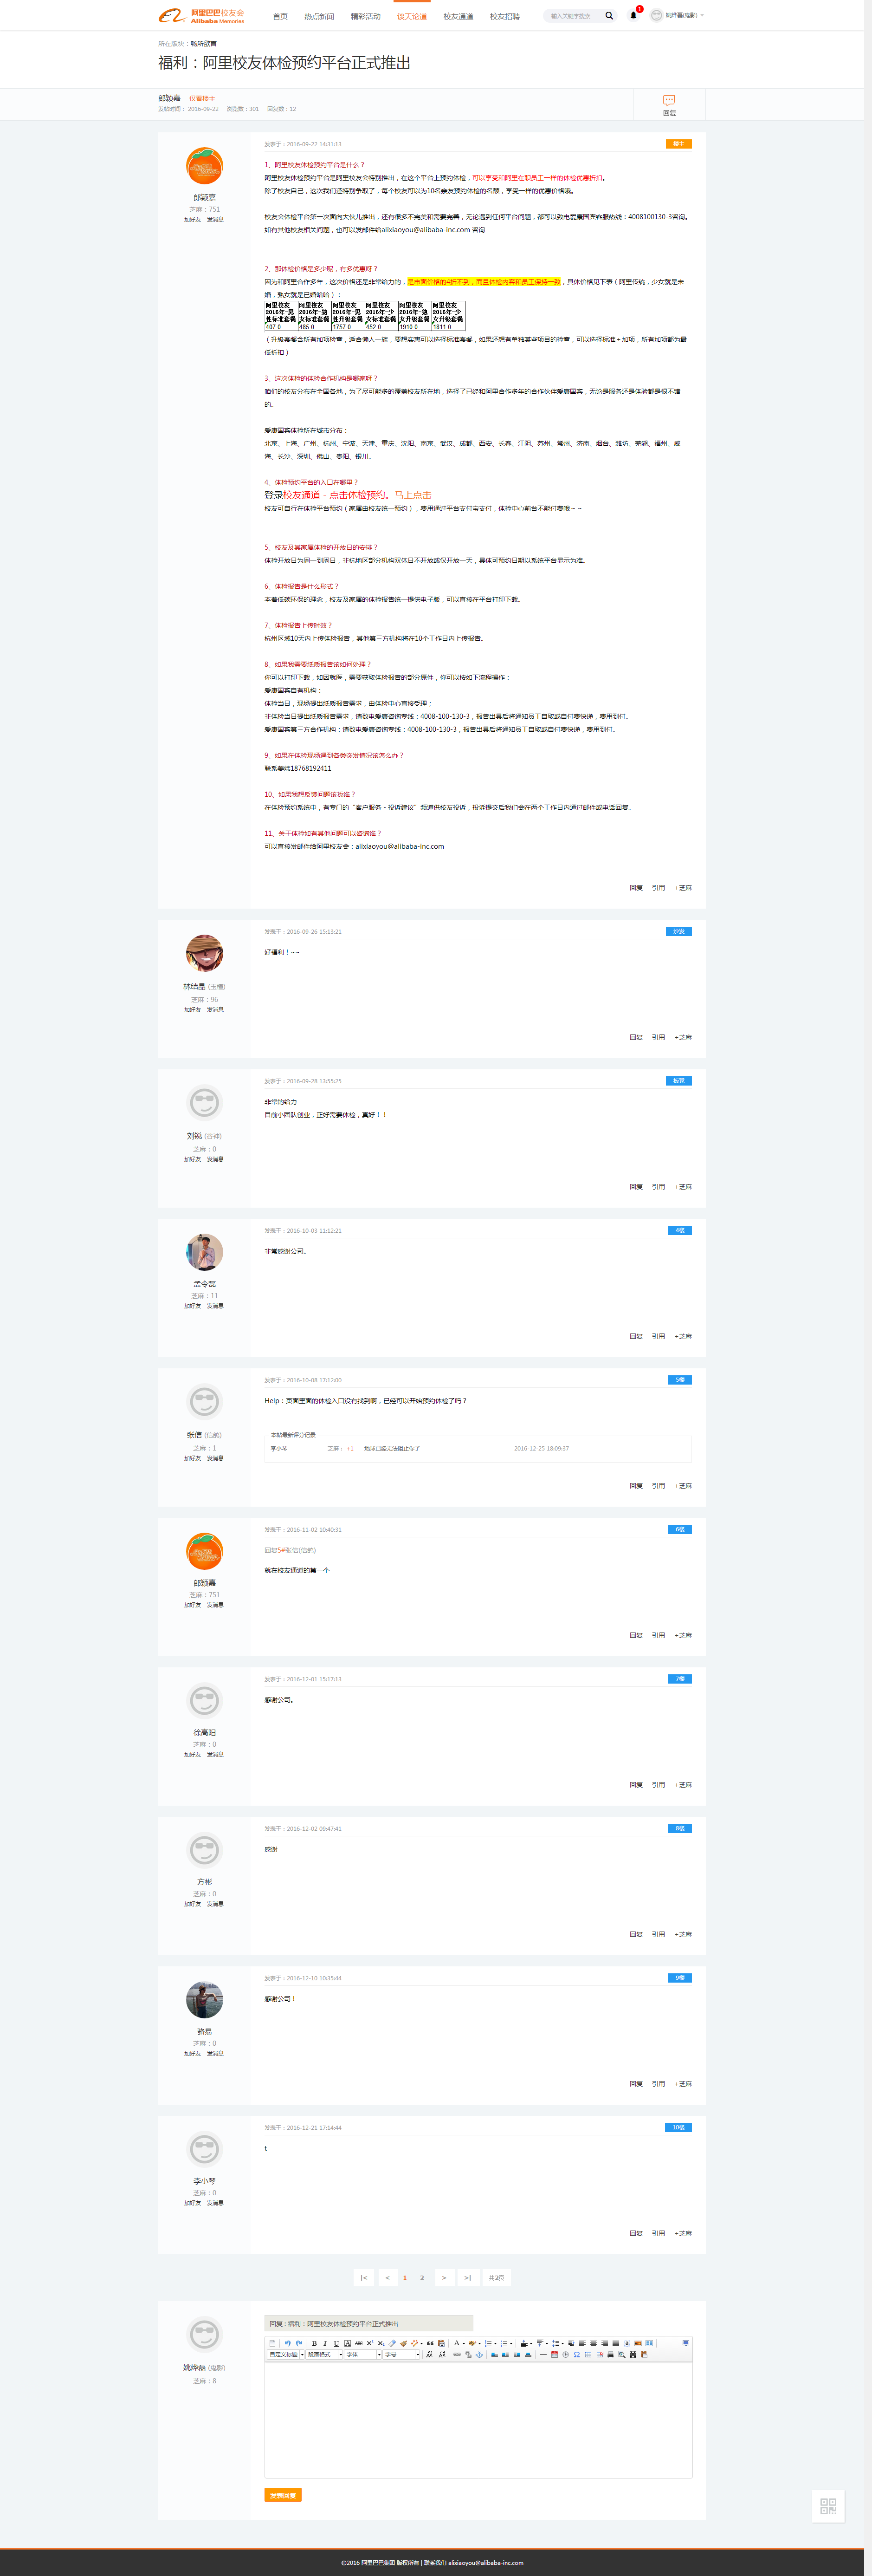 阿里巴巴校友会
Alibaba Memories
首页 热点新闻 精彩活动 谈天论道 校友通道 校友招聘
输入关键字搜索
1
姚烨磊(鬼影)
所在版块：畅所欲言
福利：阿里校友体检预约平台正式推出
郎颖嘉 仅看楼主
发帖时间： 2016-09-22 浏览数：301 回复数：12
回复
郎颖嘉
芝麻：751
加好友 发消息
发表于：2016-09-22 14:31:13
楼主
1、阿里校友体检预约平台是什么？
阿里校友体检预约平台是阿里校友会特别推出，在这个平台上预约体检，可以享受和阿里在职员工一样的体检优惠折扣。
除了校友自己，这次我们还特别争取了，每个校友可以为10名亲友预约体检的名额，享受一样的优惠价格哦。
校友会体检平台第一次面向大伙儿推出，还有很多不完美和需要完善，无论遇到任何平台问题，都可以致电爱康国宾客服热线：4008100130-3咨询。
如有其他校友相关问题，也可以发邮件给alixiaoyou@alibaba-inc.com 咨询
2、那体检价格是多少呢，有多优惠呀？
因为和阿里合作多年，这次价格还是非常给力的，是市面价格的4折不到，而且体检内容和员工保持一致，具体价格见下表（阿里传统，少女就是未
婚，熟女就是已婚哈哈）：
阿里校友 阿里校友 阿里校友 阿里校友 阿里校友 阿里校友
2016年-男 2016年-熟 2016年-男 2016年-少 2016年-熟 2016年-少
性标准套餐 女标准套餐 性升级套餐 女标准套餐 女升级套餐 女升级套餐
407.0 485.0 1757.0 452.0 1910.0 1811.0
（升级套餐含所有加项检查，适合懒人一族，要想实惠可以选择标准套餐，如果还想有单独某些项目的检查，可以选择标准＋加项，所有加项都为最
低折扣）
3、这次体检的体检合作机构是哪家呀？
咱们的校友分布在全国各地，为了尽可能多的覆盖校友所在地，选择了已经和阿里合作多年的合作伙伴爱康国宾，无论是服务还是体验都是很不错
的。
爱康国宾体检所在城市分布：
北京、上海、广州、杭州、宁波、天津、重庆、沈阳、南京、武汉、成都、西安、长春、江阴、苏州、常州、济南、烟台、潍坊、芜湖、福州、威
海、长沙、深圳、佛山、贵阳、银川。
4、体检预约平台的入口在哪里？
登录校友通道－点击体检预约。马上点击
校友可自行在体检平台预约（家属由校友统一预约），费用通过平台支付宝支付，体检中心前台不能付费哦～～
5、校友及其家属体检的开放日的安排？
体检开放日为周一到周日，非杭地区部分机构双休日不开放或仅开放一天，具体可预约日期以系统平台显示为准。
6、体检报告是什么形式？
本着低碳环保的理念，校友及家属的体检报告统一提供电子版，可以直接在平台打印下载。
7、体检报告上传时效？
杭州区域10天内上传体检报告，其他第三方机构将在10个工作日内上传报告。
8、如果我需要纸质报告该如何处理？
你可以打印下载，如因就医，需要获取体检报告的部分原件，你可以按如下流程操作：
爱康国宾自有机构：
体检当日，现场提出纸质报告需求，由体检中心直接受理；
非体检当日提出纸质报告需求，请致电爱康咨询专线：4008-100-130-3，报告出具后将通知员工自取或自付费快递，费用到付。
爱康国宾第三方合作机构：请致电爱康咨询专线：4008-100-130-3，报告出具后将通知员工自取或自付费快递，费用到付。
9、如果在体检现场遇到各类突发情况该怎么办？
10、如果我想反馈问题该找谁？
在体检预约系统中，有专门的“客户服务－投诉建议”频道供校友投诉，投诉提交后我们会在两个工作日内通过邮件或电话回复。
11、关于体检如有其他问题可以咨询谁？
可以直接发邮件给阿里校友会：alixiaoyou@alibaba-inc.com
回复 引用 +芝麻
发表于：2016-09-26 15:13:21
沙发
好福利！~~
芝麻：96
加好友 发消息
回复 引用 +芝麻
发表于：2016-09-28 13:55:25
板凳
非常的给力
目前小团队创业，正好需要体检，真好！！
刘锐
芝麻：0
加好友 发消息
回复 引用 +芝麻
发表于：2016-10-03 11:12:21
4楼
非常感谢公司。
孟令磊
芝麻：11
加好友 发消息
回复 引用 +芝麻
发表于：2016-10-08 17:12:00
5楼
Help：页面里面的体检入口没有找到啊，已经可以开始预约体检了吗？
张信
芝麻：1
加好友 发消息
本帖最新评分记录
李小琴 芝麻： +1 地球已经无法阻止你了 2016-12-25 18:09:37
回复 引用 +芝麻
发表于：2016-11-02 10:40:31
6楼
回复5#张信
就在校友通道的第一个
郎颖嘉
芝麻：751
加好友 发消息
回复 引用 +芝麻
发表于：2016-12-01 15:17:13
7楼
感谢公司。
徐高阳
芝麻：0
加好友 发消息
回复 引用 +芝麻
发表于：2016-12-02 09:47:41
8楼
感谢
方彬
芝麻：0
加好友 发消息
回复 引用 +芝麻
发表于：2016-12-10 10:35:44
9楼
感谢公司！
骆易
芝麻：0
加好友 发消息
回复 引用 +芝麻
发表于：2016-12-21 17:14:44
10楼
t
李小琴
芝麻：0
加好友 发消息
回复 引用 +芝麻
|< < 1 2 > >| 共2页
姚烨磊 (鬼影)
芝麻：8
回复：福利：阿里校友体检预约平台正式推出
自定义标题 段落格式 字体 字号
发表回复
©2016 阿里巴巴集团 版权所有 | 联系我们 alixiaoyou@alibaba-inc.com